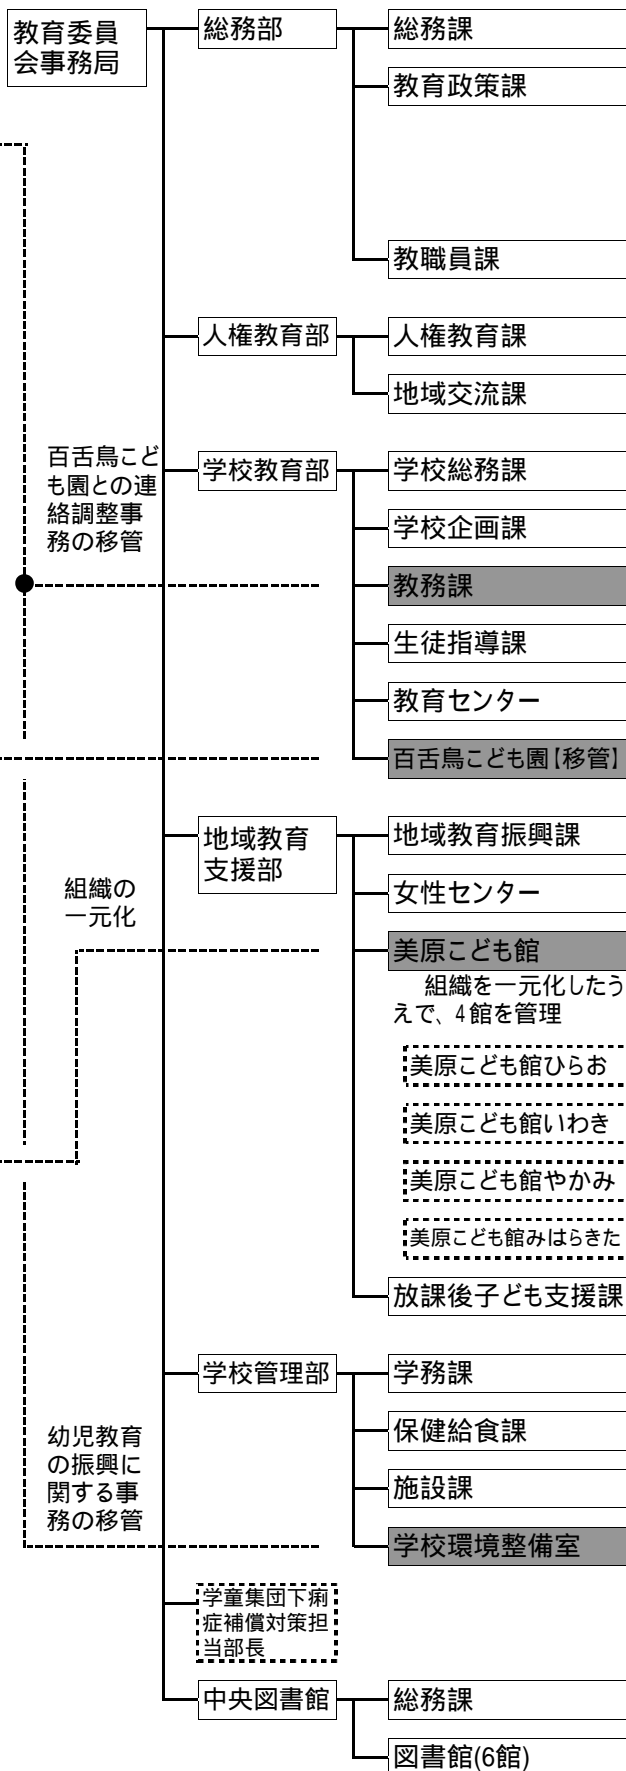 教育委員
会事務局
総務部
総務課
教育政策課
教職員課
人権教育部
人権教育課
地域交流課
百舌鳥こど
も園との連
絡調整事
務の移管
学校教育部
学校総務課
学校企画課
教務課
生徒指導課
教育センター
百舌鳥こども園【移管】
組織の
一元化
地域教育
支援部
地域教育振興課
女性センター
美原こども館
組織を一元化したう
えで、4館を管理
美原こども館ひらお
美原こども館いわき
美原こども館やかみ
美原こども館みはらきた
放課後子ども支援課
幼児教育
の振興に
関する事
務の移管
学校管理部
学務課
保健給食課
施設課
学校環境整備室
学童集団下痢
症補償対策担
当部長
中央図書館
総務課
図書館(6館)